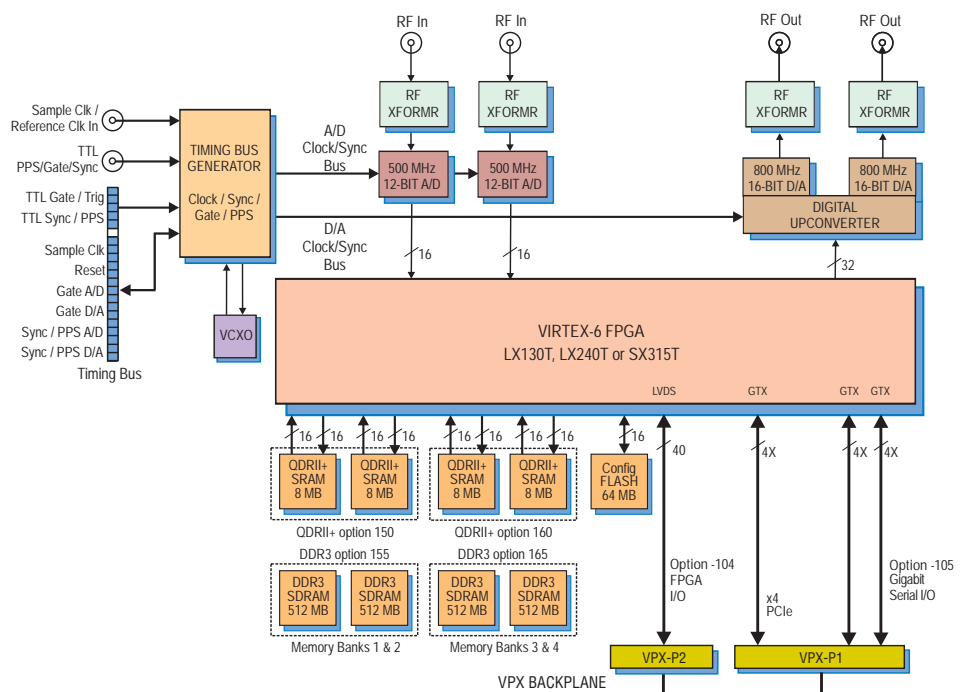 RF In
RF In
RF Out
RF Out
RF
XFORMR
RF
XFORMR
RF
XFORMR
RF
XFORMR
Sample Clk /
Reference Clk In
TTL
PPS/Gate/Sync
TTL Gate / Trig
TTL Sync / PPS
Sample Clk
Reset
Gate A/D
Gate D/A
Sync / PPS A/D
Sync / PPS D/A
Timing Bus
TIMING BUS
GENERATOR
Clock / Sync /
Gate / PPS
VCXO
A/D
Clock/Sync
Bus
D/A
Clock/Sync
Bus
500 MHz
12-BIT A/D
500 MHz
12-BIT A/D
800 MHz
16-BIT D/A
800 MHz
16-BIT D/A
DIGITAL
UPCONVERTER
16
16
32
VIRTEX-6 FPGA
LX130T, LX240T or SX315T
LVDS
GTX
GTX
GTX
16
16
16
16
16
16
16
16
16
40
4X
4X
4X
QDRII+
SRAM
8 MB
QDRII+
SRAM
8 MB
QDRII+
SRAM
8 MB
QDRII+
SRAM
8 MB
Config
FLASH
64 MB
QDRII+ option 150
QDRII+ option 160
DDR3 option 155
DDR3 option 165
DDR3
SDRAM
512 MB
DDR3
SDRAM
512 MB
DDR3
SDRAM
512 MB
DDR3
SDRAM
512 MB
Memory Banks 1 & 2
Memory Banks 3 & 4
Option -104
FPGA
I/O
x4
PCIe
Option -105
Gigabit
Serial I/O
VPX-P2
VPX-P1
VPX BACKPLANE